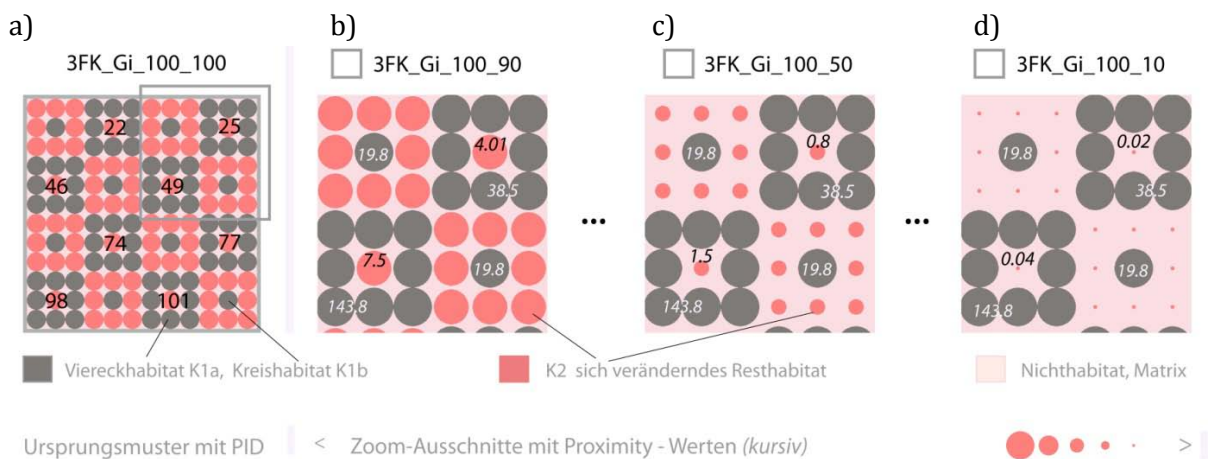 a)
3FK_Gi_100_100
22
25
46
49
74
77
98
101
b)
3FK_Gi_100_90
19.8
4.01
38.5
7.5
19.8
143.8
...
c)
3FK_Gi_100_50
19.8
0.8
38.5
1.5
19.8
143.8
...
d)
3FK_Gi_100_10
19.8
0.02
38.5
0.04
19.8
143.8
Viereckhabitat K1a, Kreishabitat K1b
K2 sich veränderndes Resthabitat
Nichthabitat, Matrix
Ursprungsmuster mit PID
< Zoom-Ausschnitte mit Proximity - Werten (kursiv) >